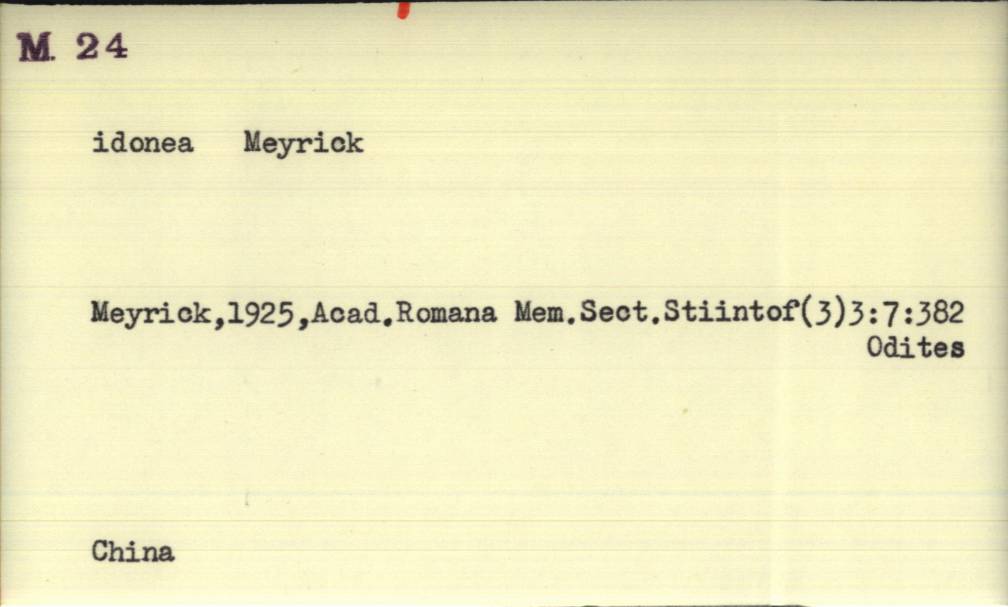 M. 24
idonea Meyrick
Meyrick,1925,Acad.Romana Mem.Sect.Stiintof(3)3:7:382
Odites
China